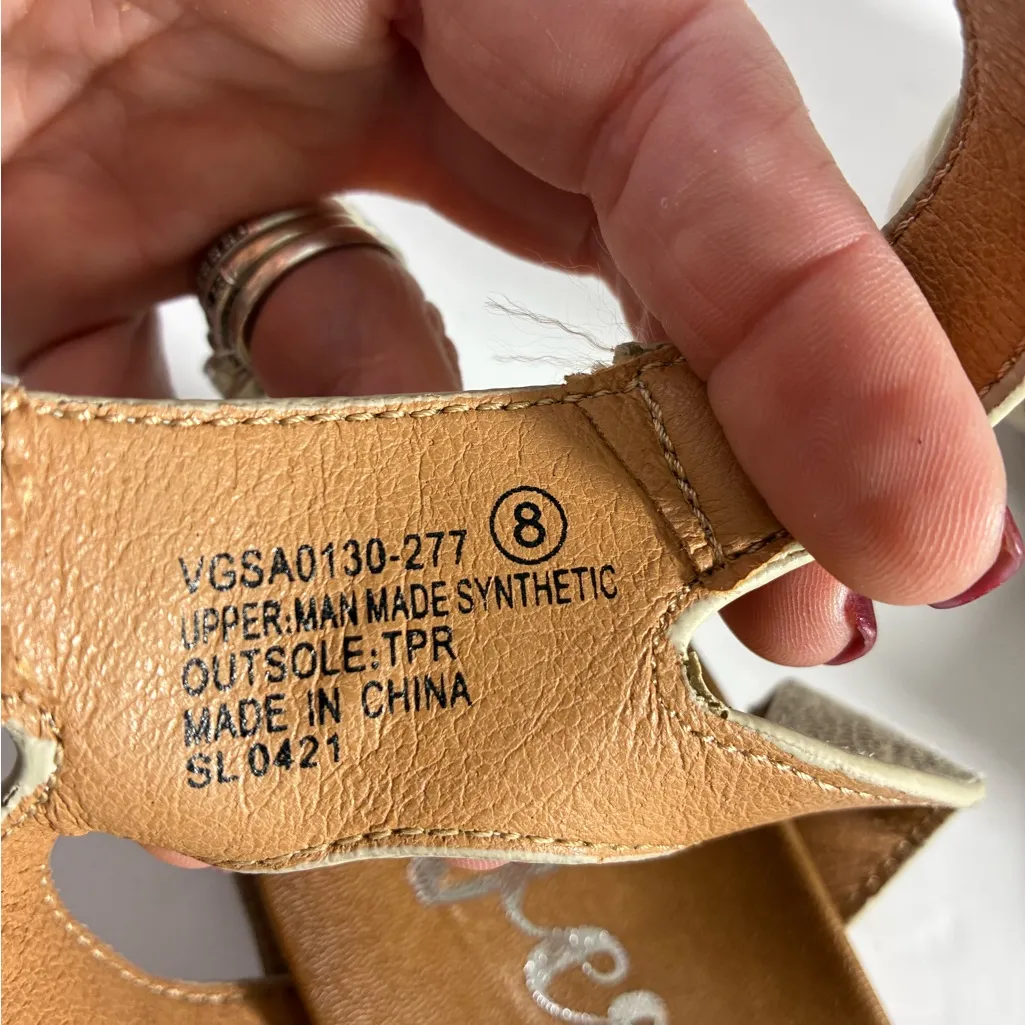 VGSA0130-277 8
UPPER:MAN MADE SYNTHETIC
OUTSOLE:TPR
MADE IN CHINA
SL 0421